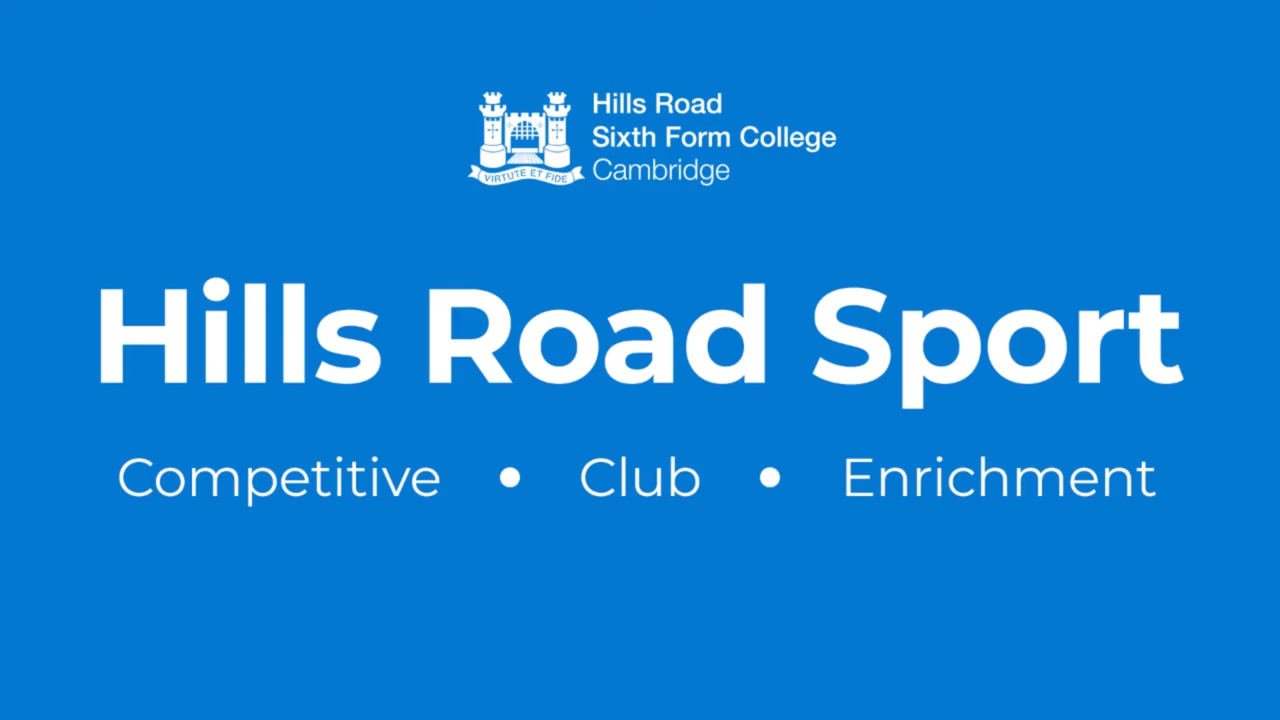 Hills Road
Sixth Form College
Cambridge
VIRTUTE ET FIDE
Hills Road Sport
Competitive • Club • Enrichment